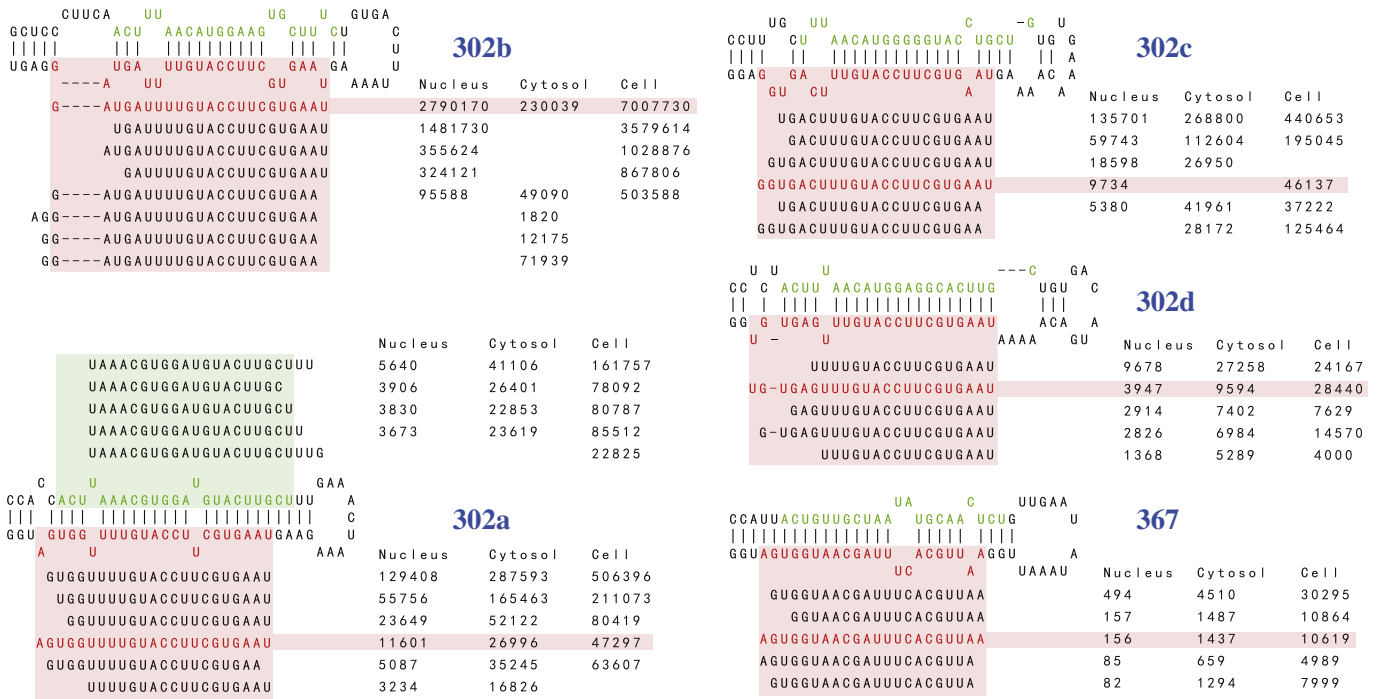 CUUCA UU UG U GUGA
GCUCC ACU AACAUGGAAG CUU CU C
U
UGAGG UGA UUGUACCUUC GAA GA U
----A UU GU U AAAU
302b
Nucleus Cytosol Cell
G----AUGAUUUUGUACCUUCGUGAAU 2790170 230039 7007730
UGAUUUUGUACCUUCGUGAAU 1481730 3579614
AUGAUUUUGUACCUUCGUGAAU 355624 1028876
GAUUUUGUACCUUCGUGAAU 324121 867806
G----AUGAUUUUGUACCUUCGUGAA 95588 49090 503588
AGG----AUGAUUUUGUACCUUCGUGAA 1820
GG----AUGAUUUUGUACCUUCGUGAA 12175
GG----AUGAUUUUGUACCUUCGUGAA 71939
Nucleus Cytosol Cell
UAAACGUGGAUGUACUUGCUUU 5640 41106 161757
UAAACGUGGAUGUACUUGC 3906 26401 78092
UAAACGUGGAUGUACUUGCU 3830 22853 80787
UAAACGUGGAUGUACUUGCUU 3673 23619 85512
UAAACGUGGAUGUACUUGCUUUG 22825
C U U GAA
CCA CACU AAACGUGGA GUACUUGCUUU A
C
GGU GUGG UUUGUACCU CGUGAAUGAAG U
A U U AAA
302a
Nucleus Cytosol Cell
GUGGUUUUGUACCUUCGUGAAU 129408 287593 506396
UGGUUUUGUACCUUCGUGAAU 55756 165463 211073
GGUUUUGUACCUUCGUGAAU 23649 52122 80419
AGUGGUUUUGUACCUUCGUGAAU 11601 26996 47297
GUGGUUUUGUACCUUCGUGAA 5087 35245 63607
UUUUGUACCUUCGUGAAU 3234 16826
UG UU C -G U
CCUU CU AACAUGGGGGUAC UGCU UG G
A
GGAG GA UUGUACCUUCGUG AUGA ACA A
GU CU A AA A
302c
Nucleus Cytosol Cell
UGACUUUGUACCUUCGUGAAU 135701 268800 440653
GACUUUGUACCUUCGUGAAU 59743 112604 195045
GUGACUUUGUACCUUCGUGAAU 18598 26950
GGUGACUUUGUACCUUCGUGAAU 9734 46137
UGACUUUGUACCUUCGUGAA 5380 41961 37222
GGUGACUUUGUACCUUCGUGAA 28172 125464
U U U ---C GA
CC C ACUU AACAUGGAGGCACUUG UGU C
GG G UGAG UUGUACCUUCGUGAAU ACA A
U - U AAAA GU
302d
Nucleus Cytosol Cell
UUUUGUACCUUCGUGAAU 9678 27258 24167
UG-UGAGUUUGUACCUUCGUGAAU 3947 9594 28440
GAGUUUGUACCUUCGUGAAU 2914 7402 7629
G-UGAGUUUGUACCUUCGUGAAU 2826 6984 14570
UUUGUACCUUCGUGAAU 1368 5289 4000
UA C UUGAA
CCAUUACUGUUGCUAA UGCAA UCUG U
GGUAGUGGUAACGAUU ACGUU AGGU A
UC A UAAAU
367
Nucleus Cytosol Cell
GUGGUAACGAUUUCACGUUAA 494 4510 30295
GGUAACGAUUUCACGUUAA 157 1487 10864
AGUGGUAACGAUUUCACGUUAA 156 1437 10619
AGUGGUAACGAUUUCACGUUA 85 659 4989
GUGGUAACGAUUUCACGUUA 82 1294 7999